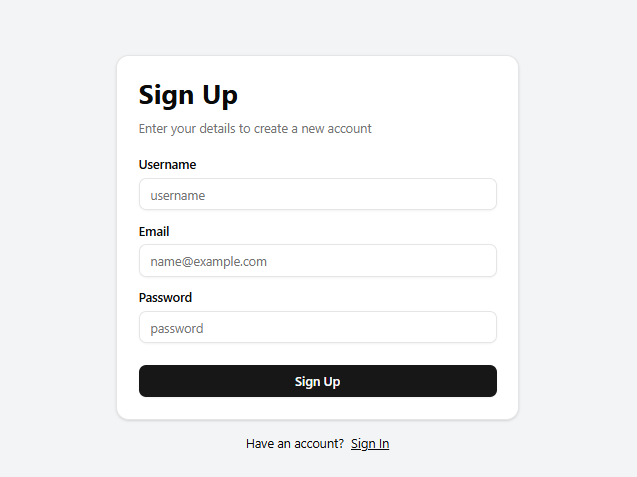 Sign Up
Enter your details to create a new account
Username
username
Email
name@example.com
Password
password
Sign Up
Have an account? Sign In